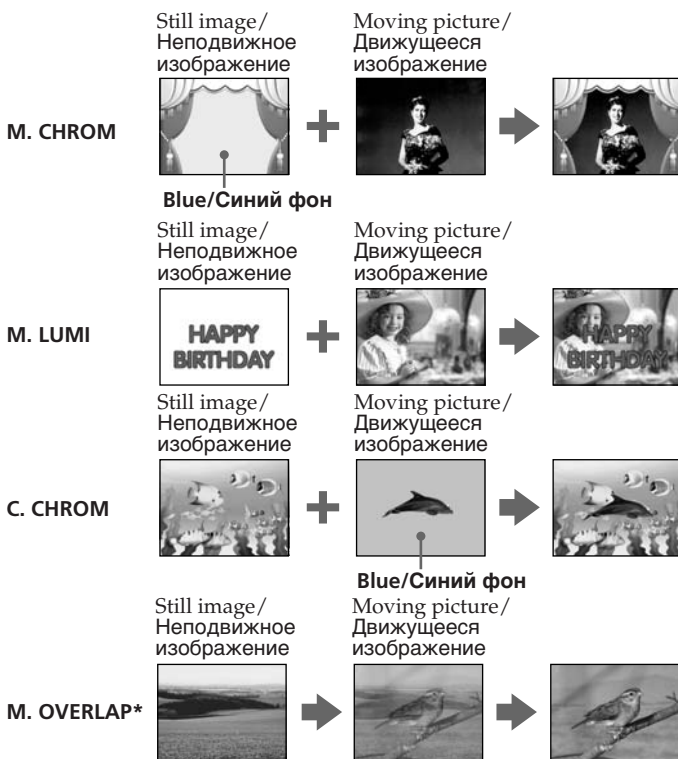 Still image/
Неподвижное
изображение
Moving picture/
Движущееся
изображение
M. CHROM
Blue/Синий фон
Still image/
Неподвижное
изображение
Moving picture/
Движущееся
изображение
M. LUMI
HAPPY
BIRTHDAY
HAPPY
BIRTHDAY
Still image/
Неподвижное
изображение
Moving picture/
Движущееся
изображение
C. CHROM
Blue/Синий фон
Still image/
Неподвижное
изображение
Moving picture/
Движущееся
изображение
M. OVERLAP*